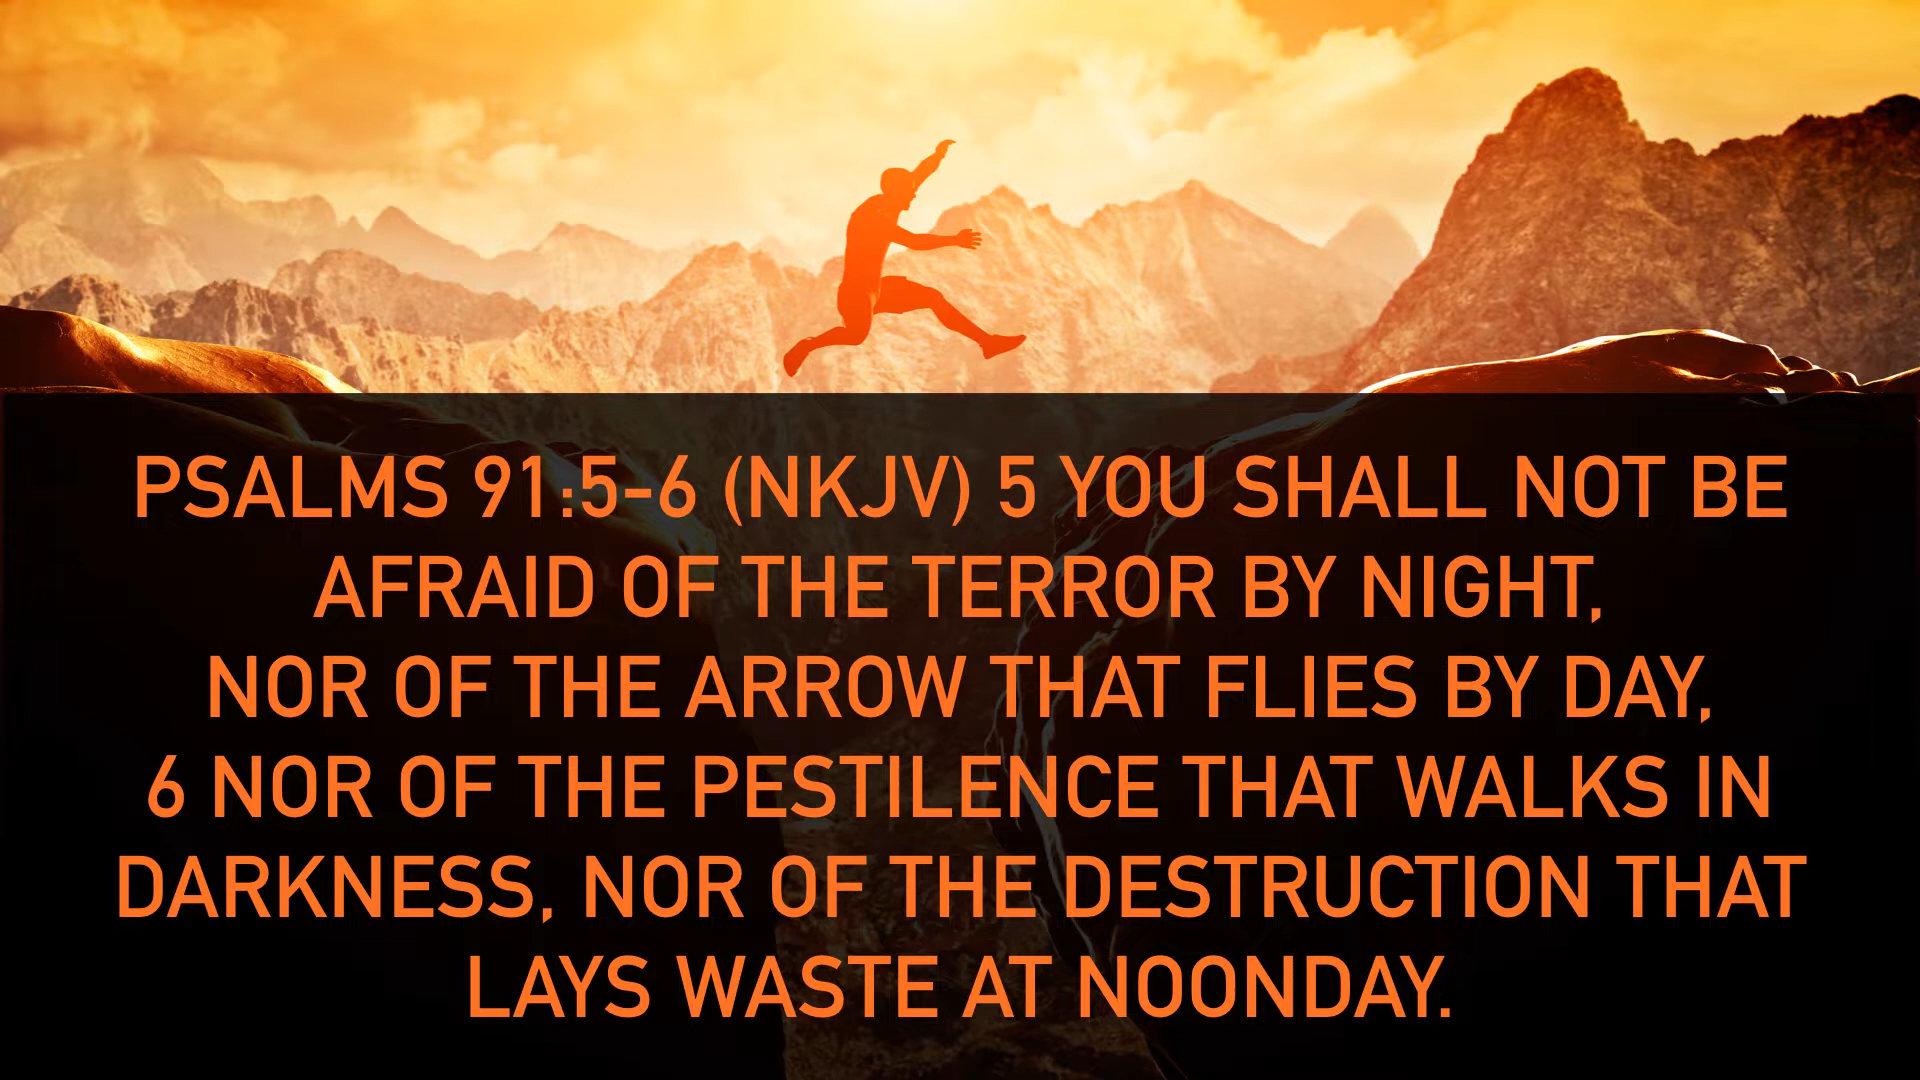 PSALMS 91:5-6 (NKJV) 5 YOU SHALL NOT BE
AFRAID OF THE TERROR BY NIGHT,
NOR OF THE ARROW THAT FLIES BY DAY,
6 NOR OF THE PESTILENCE THAT WALKS IN
DARKNESS, NOR OF THE DESTRUCTION THAT
LAYS WASTE AT NOONDAY.